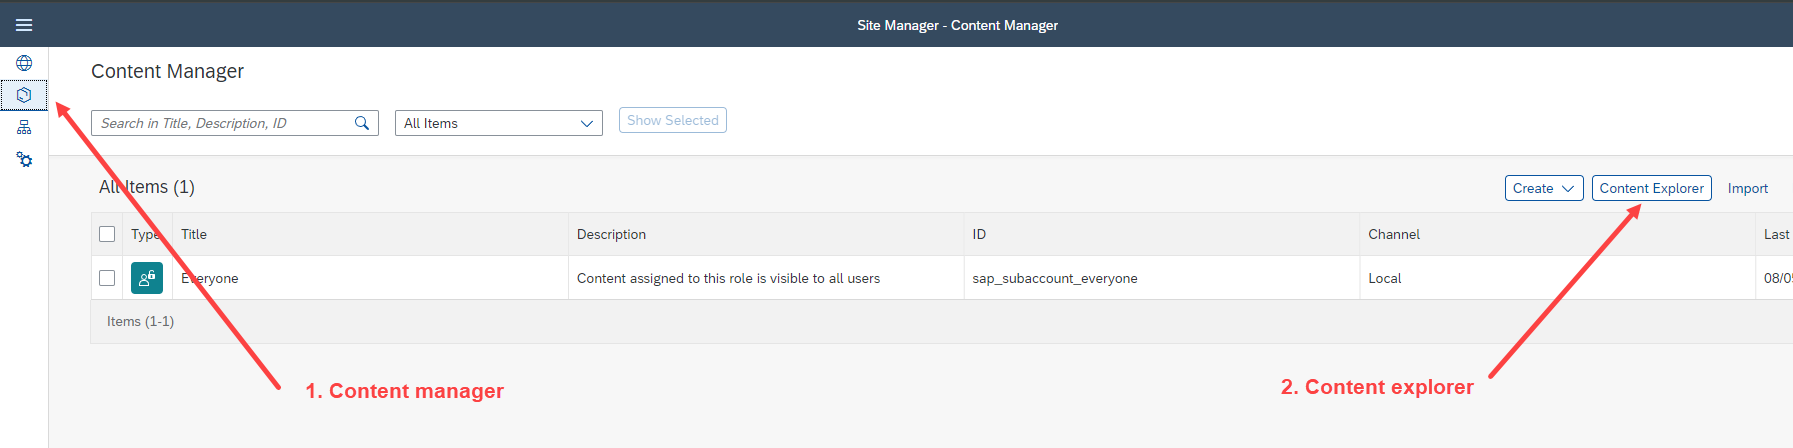 Site Manager - Content Manager
Content Manager
Search in Title, Description, ID
All Items
Show Selected
All Items (1)
Create
Content Explorer
Import
Type
Title
Description
ID
Channel
Last
Everyone
Content assigned to this role is visible to all users
sap_subaccount_everyone
Local
08/05
Items (1-1)
1. Content manager
2. Content explorer